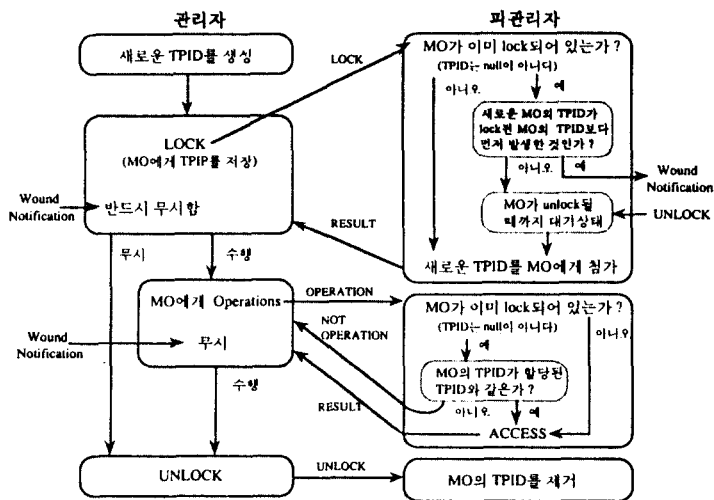 관리자
피관리자
새로운 TPID를 생성
LOCK
MO가 이미 lock되어 있는가 ?
(TPID는 null이 아니다)
아니오
예
새로운 MO의 TPID가
lock된 MO의 TPID보다
먼저 발생한 것인가 ?
LOCK
(MO에게 TPIP를 저장)
아니오
예
Wound
Notification
Wound
Notification
반드시 무시함
MO가 unlock될
때까지 대기상태
UNLOCK
RESULT
무시
수행
새로운 TPID를 MO에게 첨가
MO에게 Operations
OPERATION
MO가 이미 lock되어 있는가 ?
(TPID는 null이 아니다)
아니오
NOT
OPERATION
예
Wound
Notification
무시
MO의 TPID가 할당된
TPID와 같은가 ?
수행
RESULT
아니오
예
ACCESS
UNLOCK
UNLOCK
MO의 TPID를 제거